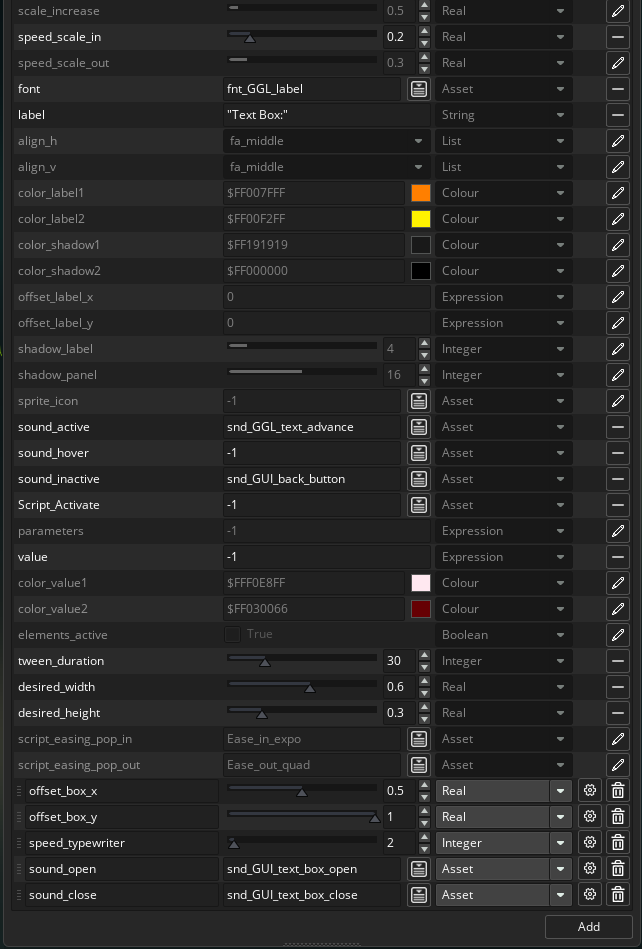 scale_increase 0.5 Real
speed_scale_in 0.2 Real
speed_scale_out 0.3 Real
font fnt_GGL_label Asset
label "Text Box:" String
align_h fa_middle List
align_v fa_middle List
color_label1 $FF007FFF Colour
color_label2 $FF00F2FF Colour
color_shadow1 $FF191919 Colour
color_shadow2 $FF000000 Colour
offset_label_x 0 Expression
offset_label_y 0 Expression
shadow_label 4 Integer
shadow_panel 16 Integer
sprite_icon -1 Asset
sound_active snd_GGL_text_advance Asset
sound_hover -1 Asset
sound_inactive snd_GUI_back_button Asset
Script_Activate -1 Asset
parameters -1 Expression
value -1 Expression
color_value1 $FFF0E8FF Colour
color_value2 $FF030066 Colour
elements_active True Boolean
tween_duration 30 Integer
desired_width 0.6 Real
desired_height 0.3 Real
script_easing_pop_in Ease_in_expo Asset
script_easing_pop_out Ease_out_quad Asset
offset_box_x 0.5 Real
offset_box_y 1 Real
speed_typewriter 2 Integer
sound_open snd_GUI_text_box_open Asset
sound_close snd_GUI_text_box_close Asset
Add